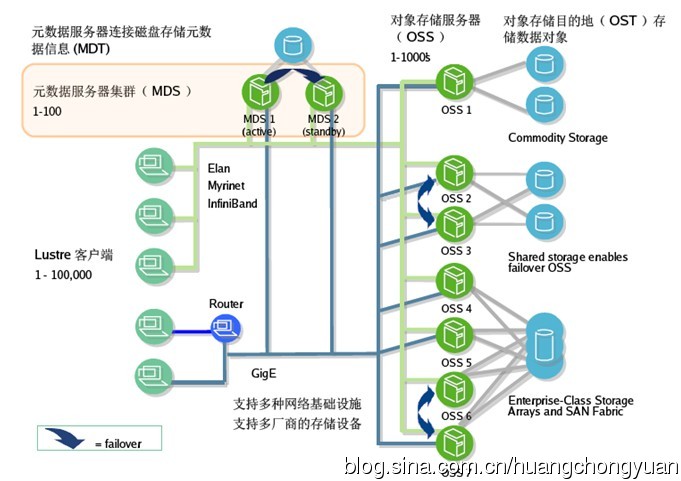 元数据服务器连接磁盘存储元数
据信息 (MDT)
对象存储服务器
（ OSS ）
1-1000s
对象存储目的地（ OST ）存
储数据对象
元数据服务器集群（ MDS ）
1-100
MDS 1
(active)
MDS 2
(standby)
OSS 1
Commodity Storage
Elan
Myrinet
InfiniBand
OSS 2
OSS 3
Shared storage enables
failover OSS
Lustre 客户端
1 - 100,000
Router
OSS 4
OSS 5
GigE
OSS 6
Enterprise-Class Storage
Arrays and SAN Fabric
支持多种网络基础设施
支持多厂商的存储设备
= failover
OSS 7
blog.sina.com.cn/huangchongyuan